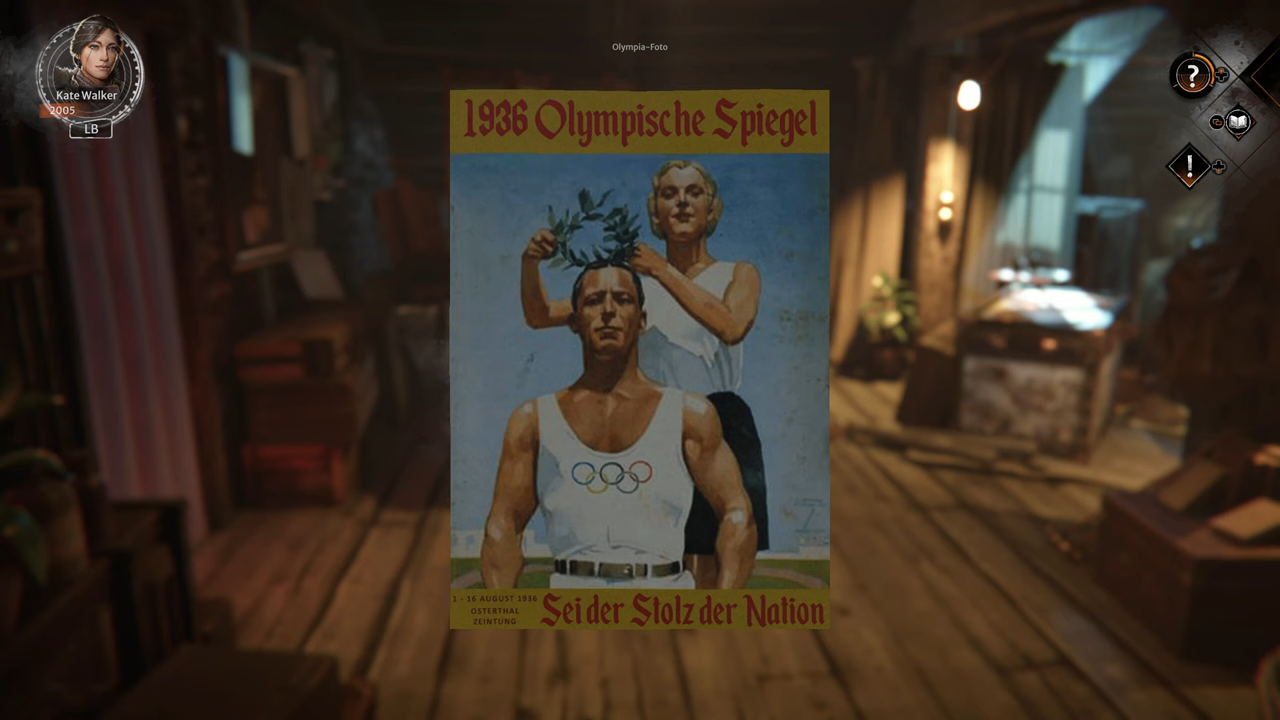 Olympia-Foto
Kate Walker
2005
LB
1936 Olympische Spiegel
1 - 16 AUGUST 1936
OSTERTHAL
ZEINTUNG
Sei der Stolz der Nation